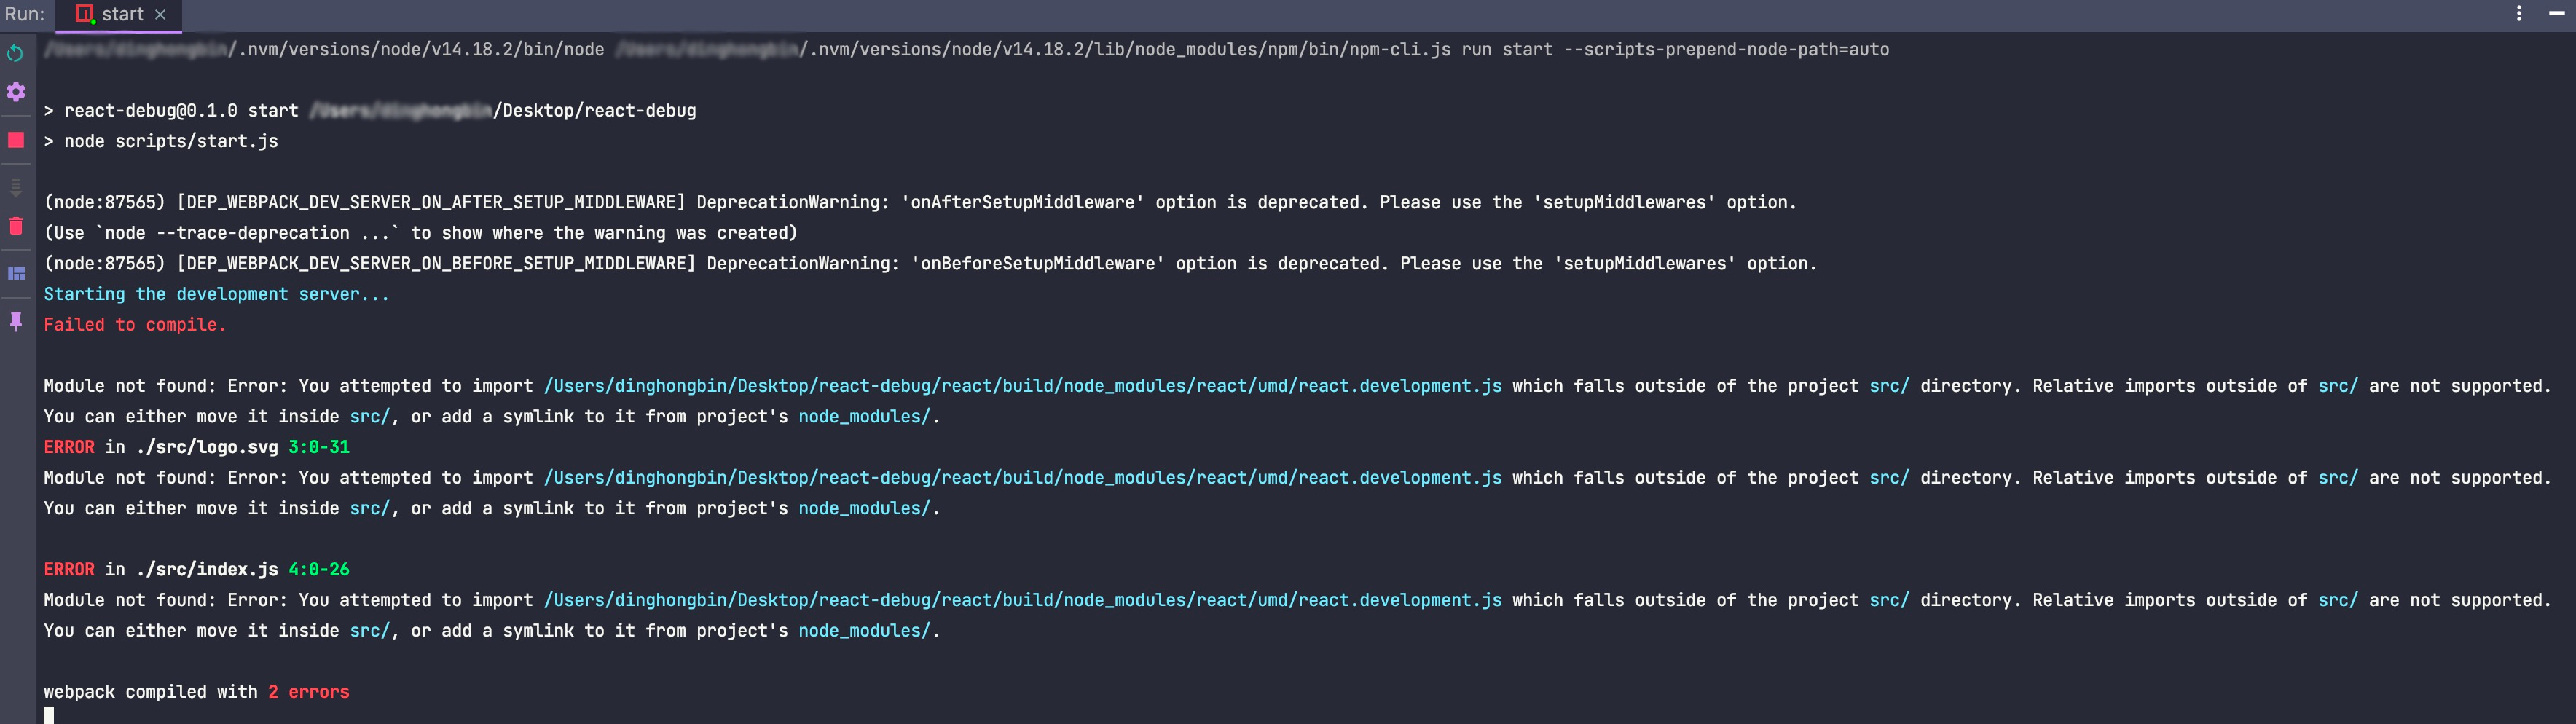 Run: start
/.nvm/versions/node/v14.18.2/bin/node /.nvm/versions/node/v14.18.2/lib/node_modules/npm/bin/npm-cli.js run start --scripts-prepend-node-path=auto
> react-debug@0.1.0 start /Desktop/react-debug
> node scripts/start.js
(node:87565) [DEP_WEBPACK_DEV_SERVER_ON_AFTER_SETUP_MIDDLEWARE] DeprecationWarning: 'onAfterSetupMiddleware' option is deprecated. Please use the 'setupMiddlewares' option.
(Use `node --trace-deprecation ...` to show where the warning was created)
(node:87565) [DEP_WEBPACK_DEV_SERVER_ON_BEFORE_SETUP_MIDDLEWARE] DeprecationWarning: 'onBeforeSetupMiddleware' option is deprecated. Please use the 'setupMiddlewares' option.
Starting the development server...
Failed to compile.
Module not found: Error: You attempted to import /Users/dinghongbin/Desktop/react-debug/react/build/node_modules/react/umd/react.development.js which falls outside of the project src/ directory. Relative imports outside of src/ are not supported.
You can either move it inside src/, or add a symlink to it from project's node_modules/.
ERROR in ./src/logo.svg 3:0-31
Module not found: Error: You attempted to import /Users/dinghongbin/Desktop/react-debug/react/build/node_modules/react/umd/react.development.js which falls outside of the project src/ directory. Relative imports outside of src/ are not supported.
You can either move it inside src/, or add a symlink to it from project's node_modules/.
ERROR in ./src/index.js 4:0-26
Module not found: Error: You attempted to import /Users/dinghongbin/Desktop/react-debug/react/build/node_modules/react/umd/react.development.js which falls outside of the project src/ directory. Relative imports outside of src/ are not supported.
You can either move it inside src/, or add a symlink to it from project's node_modules/.
webpack compiled with 2 errors